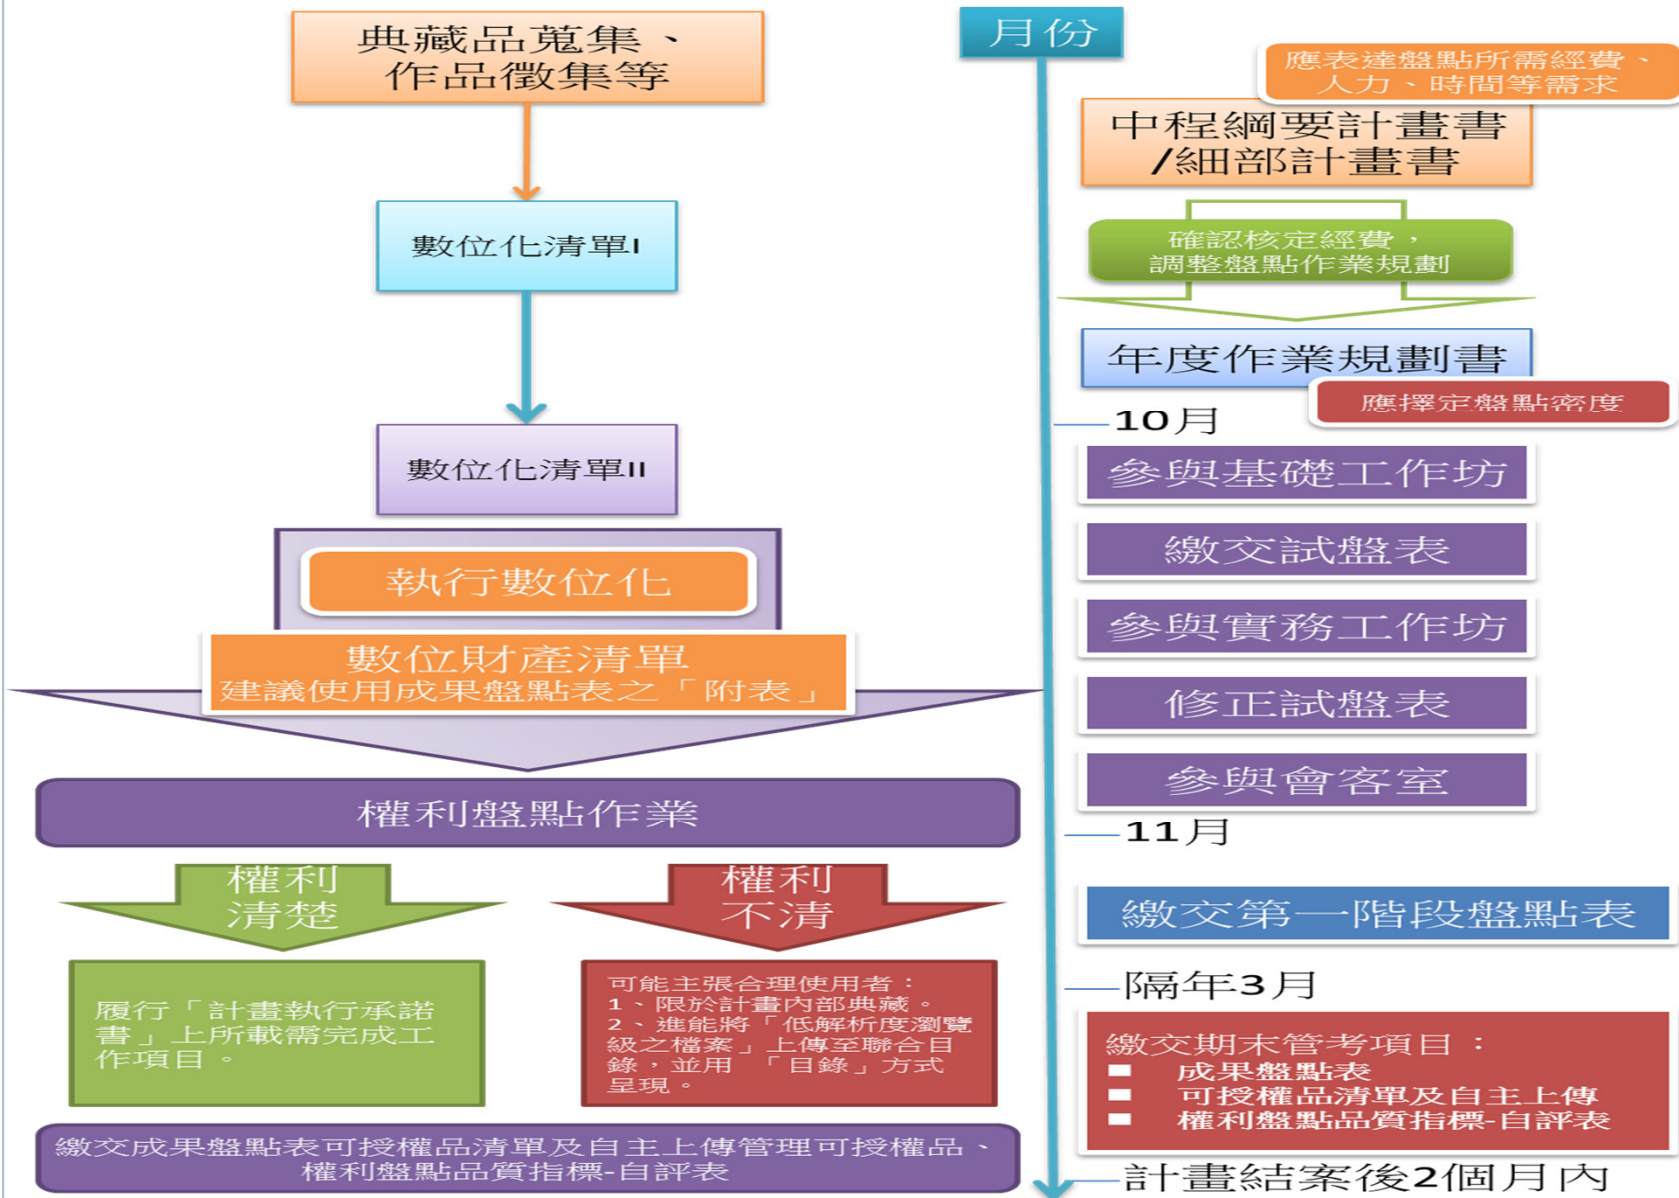 典藏品蒐集、
作品徵集等
數位化清單I
數位化清單II
執行數位化
數位財產清單
建議使用成果盤點表之「附表」
權利盤點作業
權利
清楚
權利
不清
履行「計畫執行承諾
書」上所載需完成工
作項目。
可能主張合理使用者：
1、限於計畫內部典藏。
2、進能將「低解析度瀏覽
級之檔案」上傳至聯合目
錄，並用 「目錄」方式
呈現。
繳交成果盤點表可授權品清單及自主上傳管理可授權品、
權利盤點品質指標-自評表
月份
應表達盤點所需經費、
人力、時間等需求
中程綱要計畫書
/細部計畫書
確認核定經費，
調整盤點作業規劃
年度作業規劃書
應擇定盤點密度
10月
參與基礎工作坊
繳交試盤表
參與實務工作坊
修正試盤表
參與會客室
11月
繳交第一階段盤點表
隔年3月
繳交期末管考項目：
■ 成果盤點表
■ 可授權品清單及自主上傳
■ 權利盤點品質指標-自評表
計畫結案後2個月內